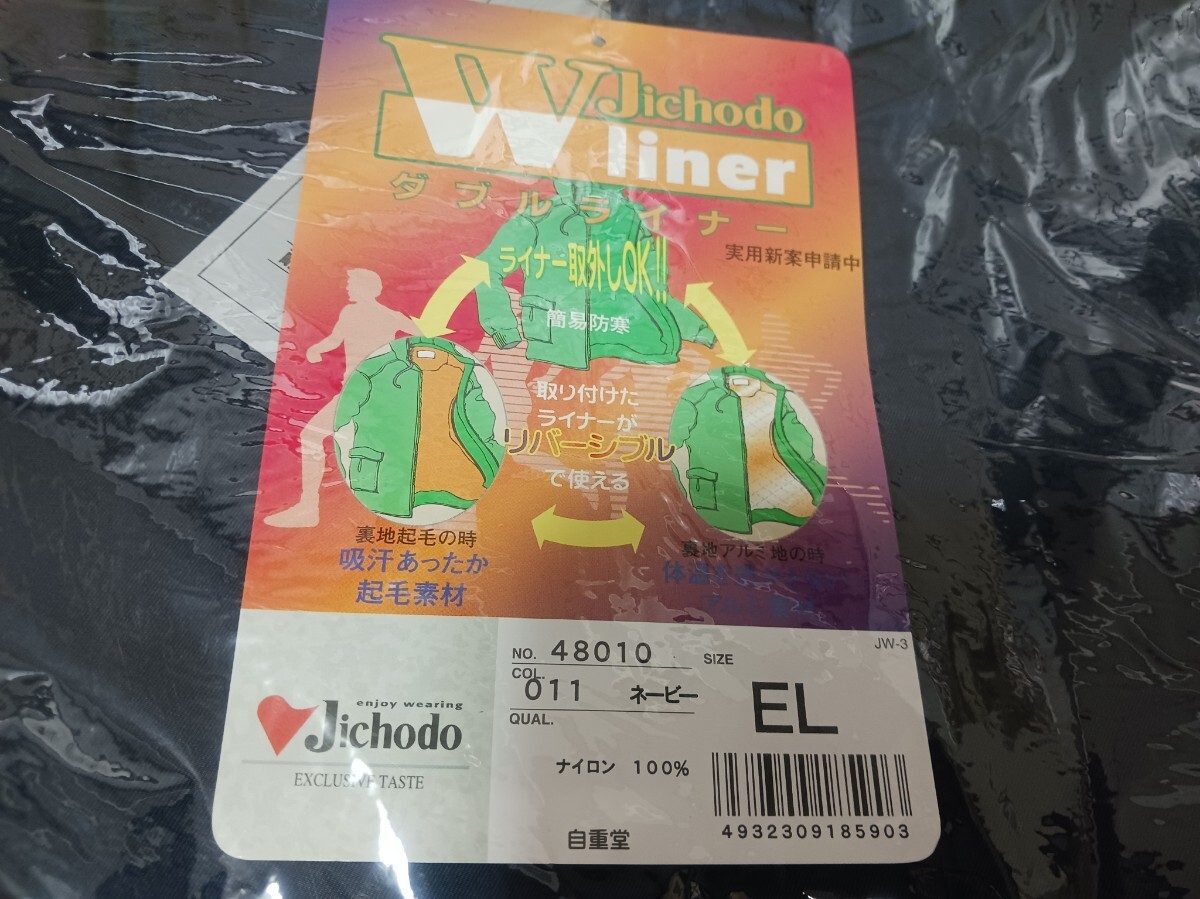 W Jichodo
liner
ダブルライナー
実用新案申請中
ライナー取外しOK!!
簡易防寒
取り付けた
ライナーが
リバーシブル
で使える
裏地起毛の時
吸汗あったか
起毛素材
裏地アルミ地の時
JW-3
NO. 48010
SIZE
COL.
011 ネービー
EL
QUAL.
ナイロン 100%
enjoy wearing
Jichodo
EXCLUSIVE TASTE
自重堂
4932309185903